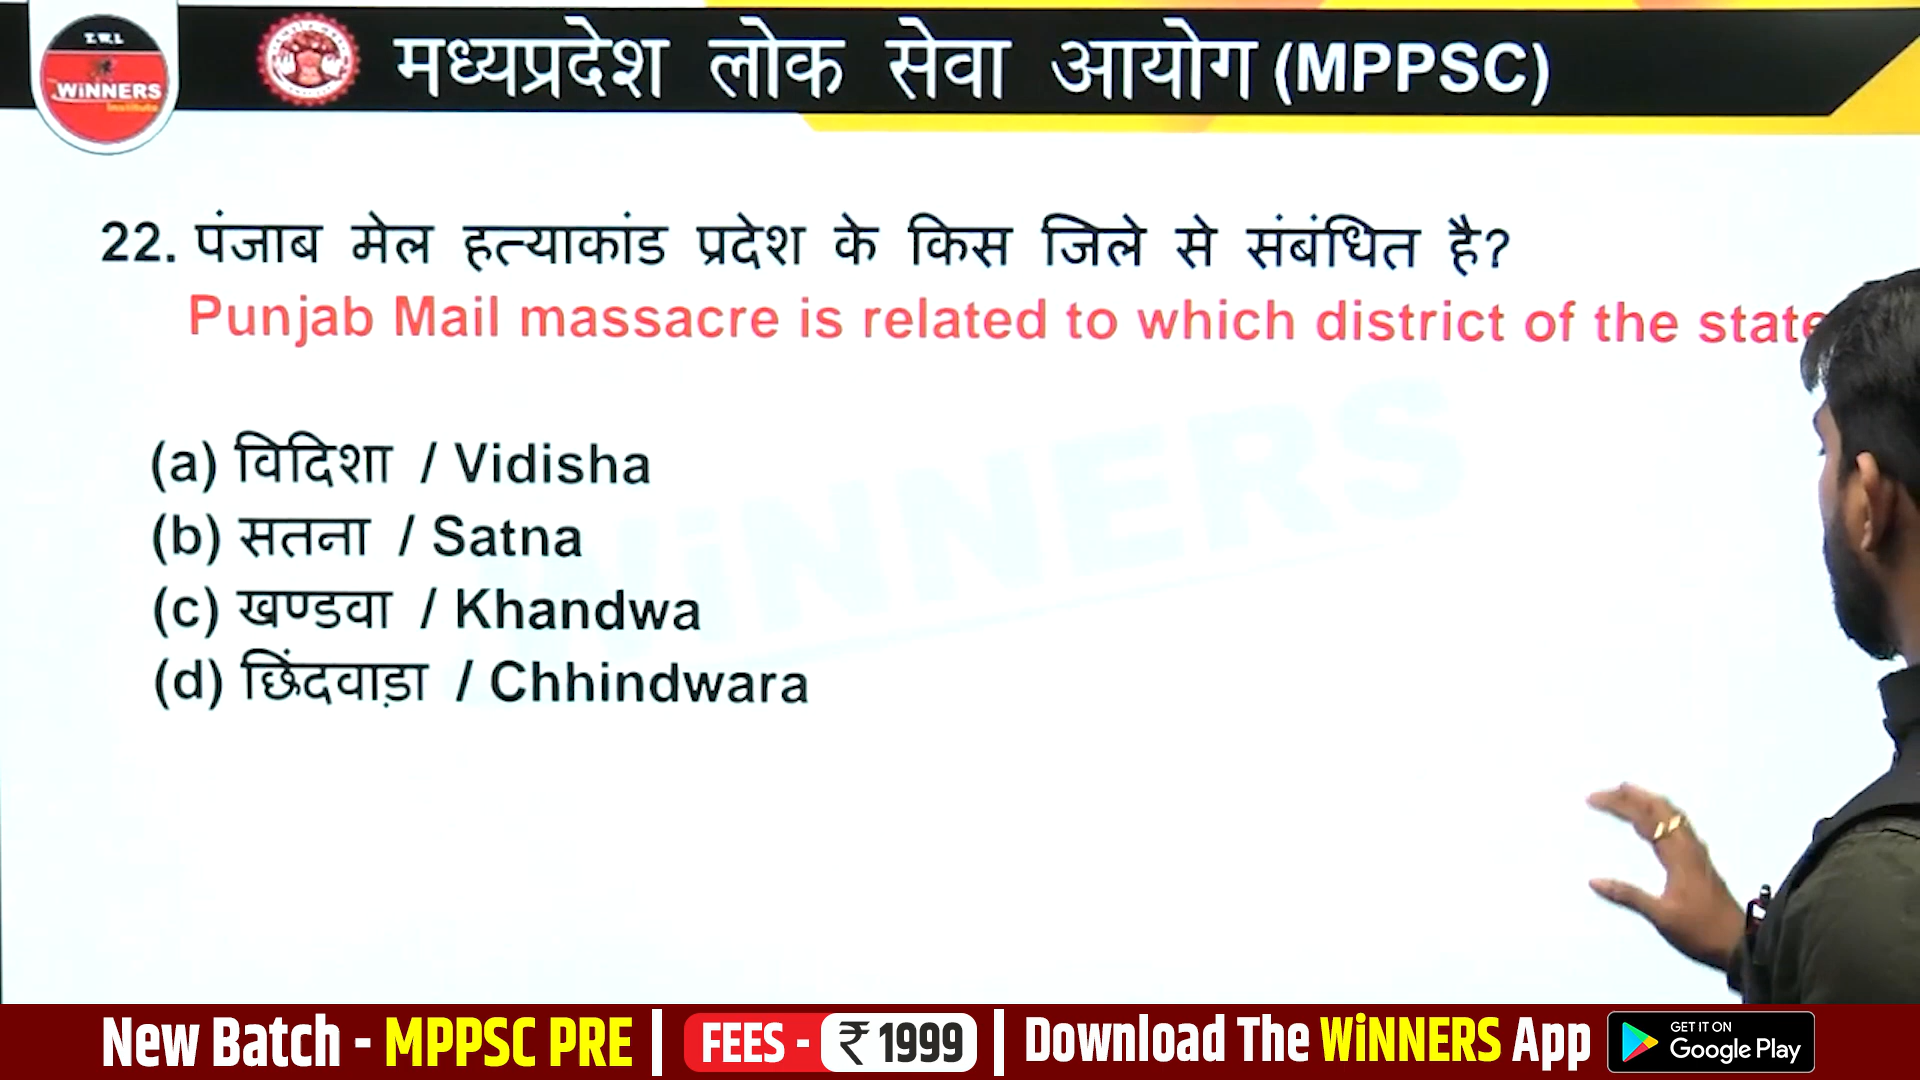 T.W.I.
WiNNERS
Institute
मध्यप्रदेश लोक सेवा आयोग (MPPSC)
22. पंजाब मेल हत्याकांड प्रदेश के किस जिले से संबंधित है?
Punjab Mail massacre is related to which district of the state
(a) विदिशा / Vidisha
(b) सतना / Satna
(c) खण्डवा / Khandwa
(d) छिंदवाड़ा / Chhindwara
WiNNERS
New Batch - MPPSC PRE | FEES - ₹ 1999 | Download The WiNNERS App
GET IT ON
Google Play